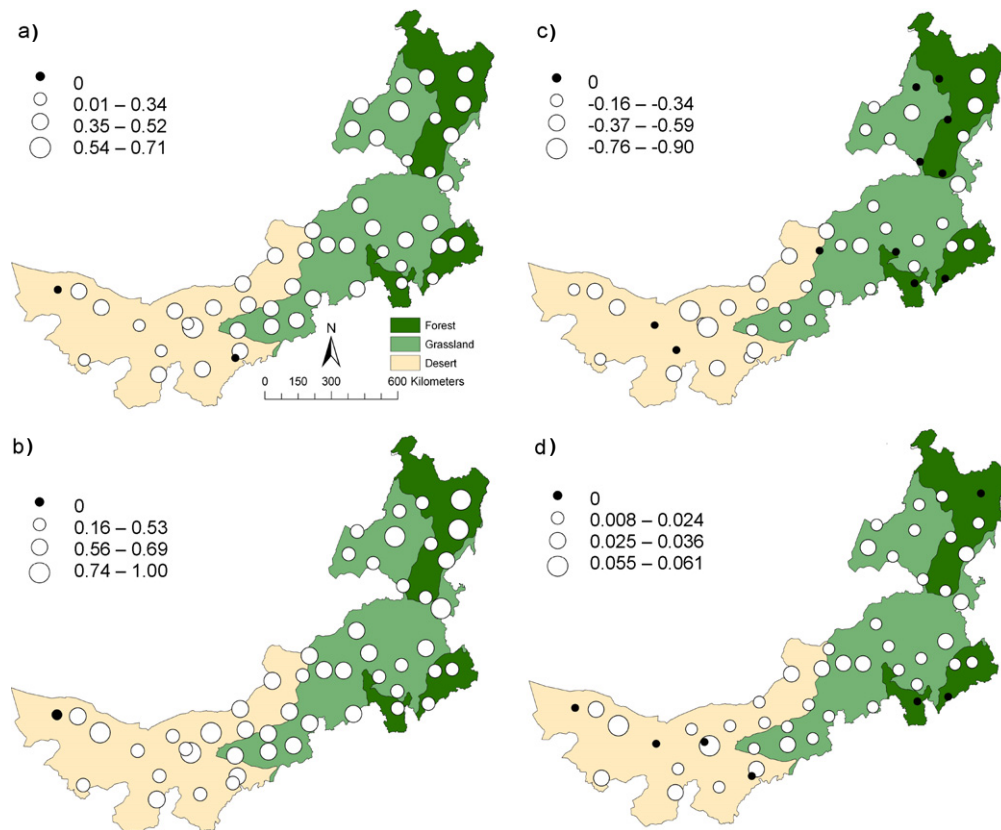 a)
0
0.01 – 0.34
0.35 – 0.52
0.54 – 0.71
Forest
Grassland
Desert
N
0 150 300 600 Kilometers
c)
0
-0.16 – -0.34
-0.37 – -0.59
-0.76 – -0.90
b)
0
0.16 – 0.53
0.56 – 0.69
0.74 – 1.00
d)
0
0.008 – 0.024
0.025 – 0.036
0.055 – 0.061